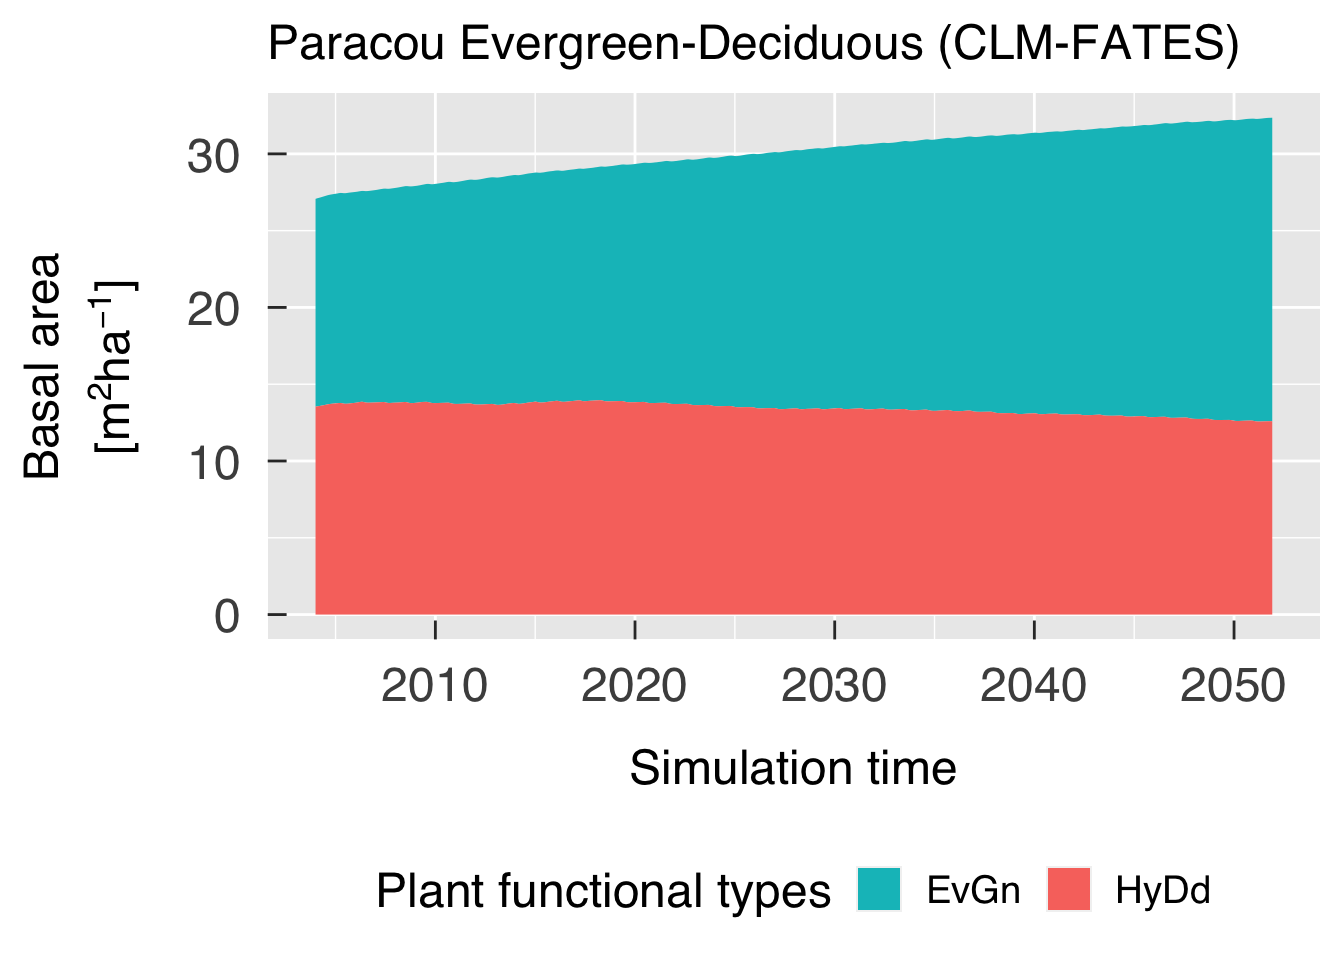 Paracou Evergreen-Deciduous (CLM-FATES)
Basal area
[m²ha⁻¹]
30
20
10
0
2010 2020 2030 2040 2050
Simulation time
Plant functional types EvGn HyDd